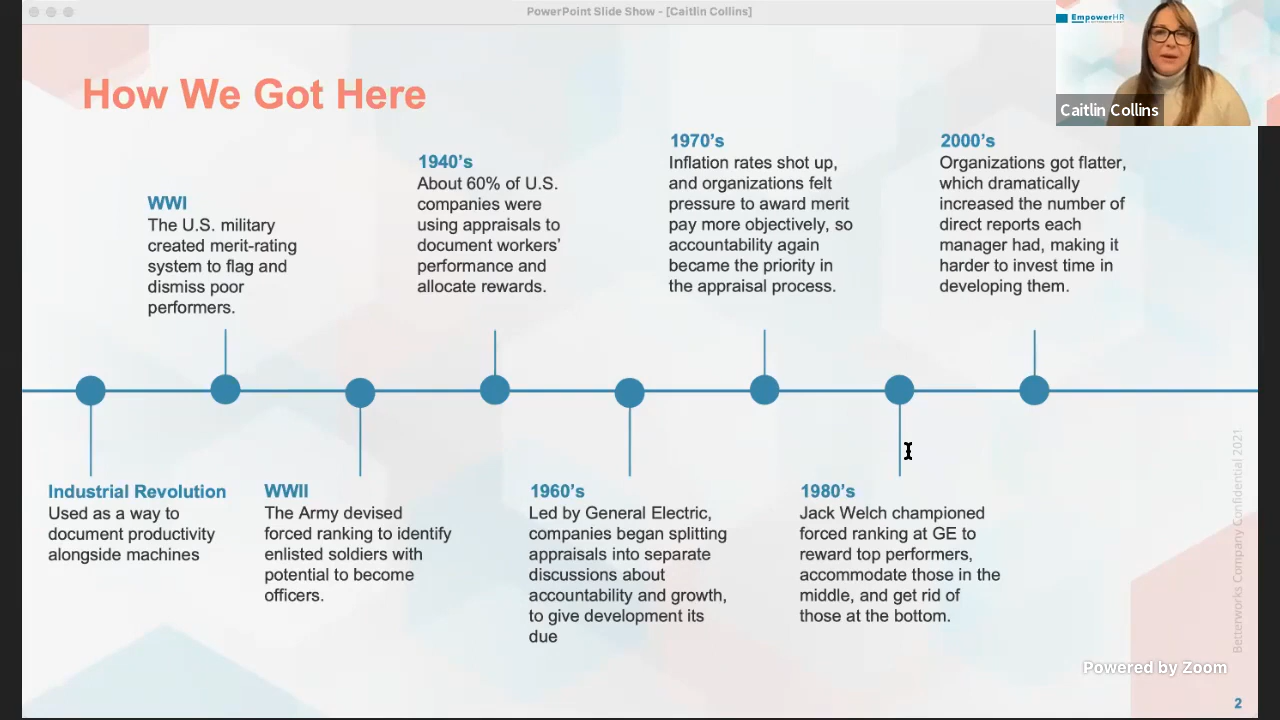 PowerPoint Slide Show - [Caitlin Collins]
EmpowerHR
Caitlin Collins
How We Got Here
WWI
The U.S. military
created merit-rating
system to flag and
dismiss poor
performers.
1940’s
About 60% of U.S.
companies were
using appraisals to
document workers’
performance and
allocate rewards.
1970’s
Inflation rates shot up,
and organizations felt
pressure to award merit
pay more objectively, so
accountability again
became the priority in
the appraisal process.
2000’s
Organizations got flatter,
which dramatically
increased the number of
direct reports each
manager had, making it
harder to invest time in
developing them.
Industrial Revolution
Used as a way to
document productivity
alongside machines
WWII
The Army devised
forced ranking to identify
enlisted soldiers with
potential to become
officers.
1960’s
Led by General Electric,
companies began splitting
appraisals into separate
discussions about
accountability and growth,
to give development its
due
1980’s
Jack Welch championed
forced ranking at GE to
reward top performers,
accommodate those in the
middle, and get rid of
those at the bottom.
Betterworks Company Confidential 2021
Powered by Zoom
2